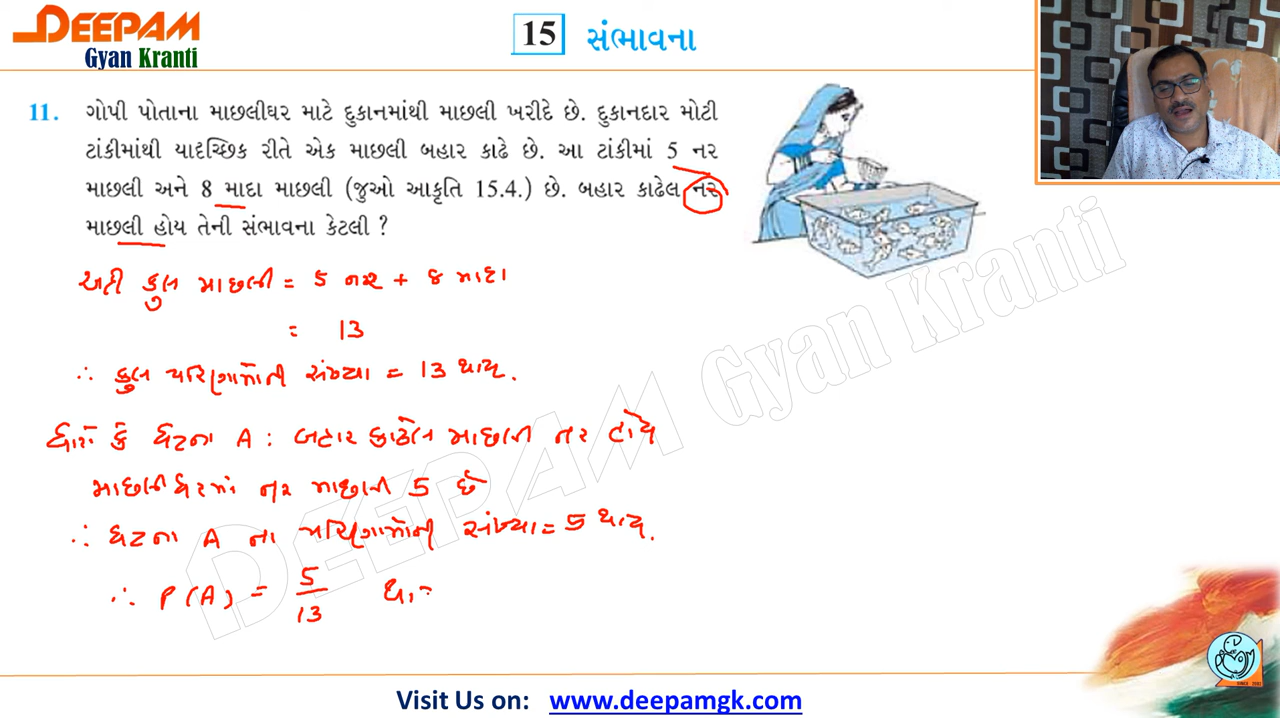 DEEPAM
Gyan Kranti
15 સંભાવના
11. ગોપી પોતાના માછલીઘર માટે દુકાનમાંથી માછલી ખરીદે છે. દુકાનદાર મોટી
ટાંકીમાંથી યાદચ્છિક રીતે એક માછલી બહાર કાઢે છે. આ ટાંકીમાં 5 નર
માછલી અને 8 માદા માછલી (જુઓ આકૃતિ 15.4.) છે. બહાર કાઢેલ નર
માછલી હોય તેની સંભાવના કેટલી ?
અહી કુલ માછલી = 5 નર + 8 માદા
= 13
∴ કુલ પરિણામોની સંખ્યા = 13 થાય.
ધારો કે ઘટના A : બહાર કાઢેલ માછલી નર હોય
માછલીઘરમાં નર માછલી 5 છે
∴ ઘટના A ના પરિણામોની સંખ્યા = 5 થાય.
∴ P(A) = 5/13 થા
DEEPAM Gyan Kranti
Visit Us on: www.deepamgk.com